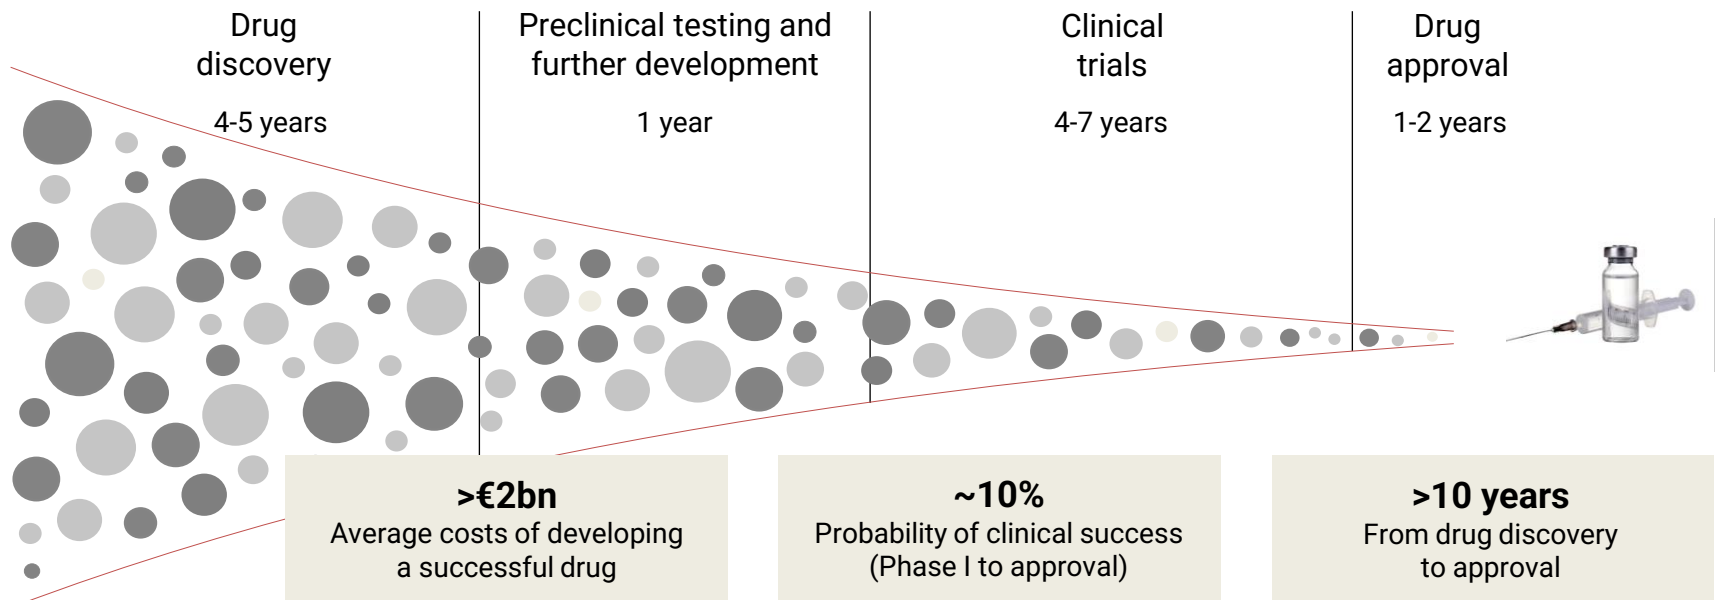 Drug
discovery
4-5 years
Preclinical testing and
further development
1 year
Clinical
trials
4-7 years
Drug
approval
1-2 years
>€2bn
Average costs of developing
a successful drug
~10%
Probability of clinical success
(Phase I to approval)
>10 years
From drug discovery
to approval